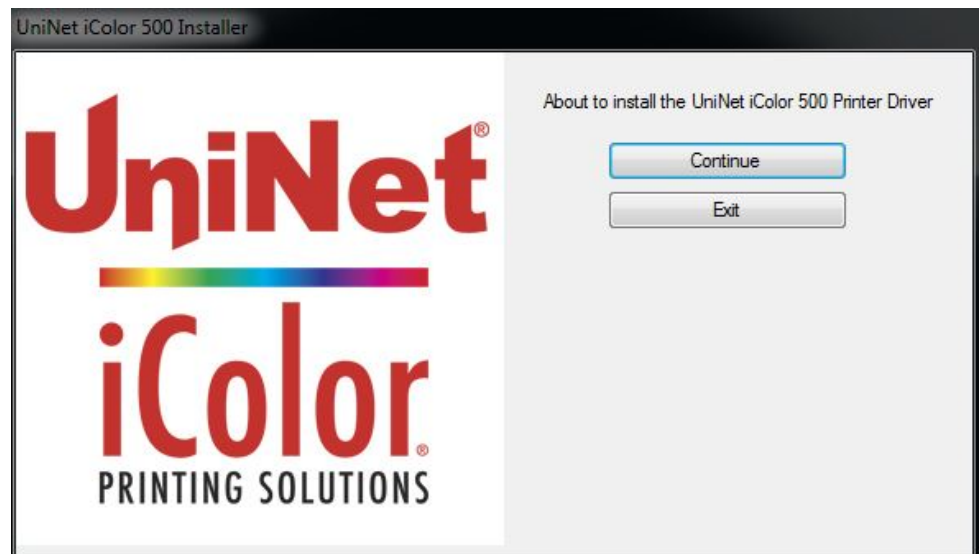 UniNet iColor 500 Installer
UniNet®
iColor®
PRINTING SOLUTIONS
About to install the UniNet iColor 500 Printer Driver
Continue
Exit